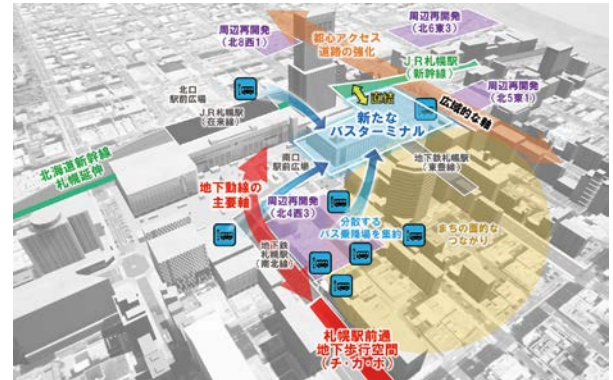 周辺再開発
(北8西1)
都心アクセス
道路の強化
周辺再開発
(北6東3)
JR札幌駅
(新幹線)
周辺再開発
(北5東1)
北口
駅前広場
JR札幌駅
(在来線)
直結
新たな
バスターミナル
広域的な軸
北海道新幹線
札幌延伸
南口
駅前広場
地下鉄札幌駅
(東豊線)
地下動線の
主要軸
周辺再開発
(北4西3)
分散する
バス乗降場を集約
まちの面的な
つながり
地下鉄
札幌駅
(南北線)
札幌駅前通
地下歩行空間
(チ・カ・ホ)